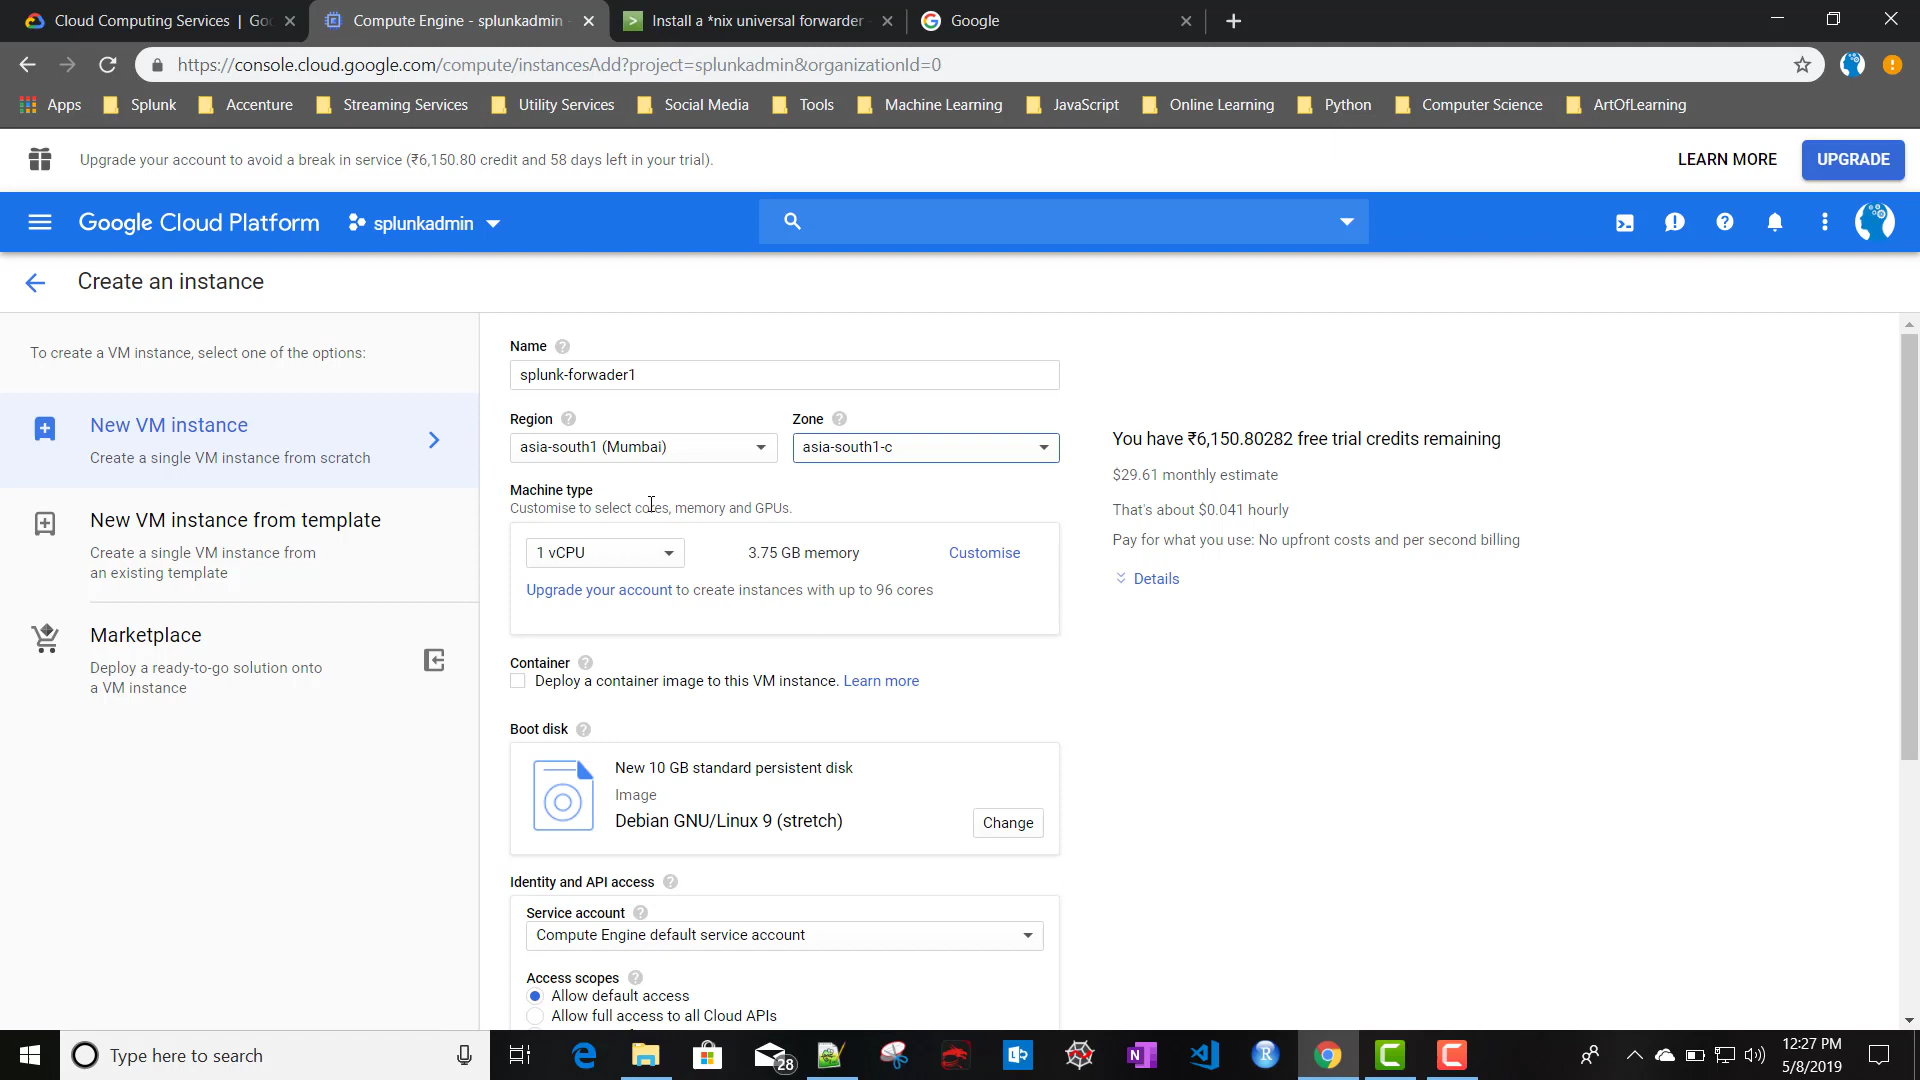 Cloud Computing Services | Goo
Compute Engine - splunkadmin
Install a *nix universal forwarder
Google
https://console.cloud.google.com/compute/instancesAdd?project=splunkadmin&organizationId=0
Apps
Splunk
Accenture
Streaming Services
Utility Services
Social Media
Tools
Machine Learning
JavaScript
Online Learning
Python
Computer Science
ArtOfLearning
Upgrade your account to avoid a break in service (₹6,150.80 credit and 58 days left in your trial).
LEARN MORE
UPGRADE
Google Cloud Platform
splunkadmin
Create an instance
To create a VM instance, select one of the options:
New VM instance
Create a single VM instance from scratch
New VM instance from template
Create a single VM instance from
an existing template
Marketplace
Deploy a ready-to-go solution onto
a VM instance
Name
splunk-forwader1
Region
Zone
asia-south1 (Mumbai)
asia-south1-c
Machine type
Customise to select cores, memory and GPUs.
1 vCPU
3.75 GB memory
Customise
Upgrade your account to create instances with up to 96 cores
Container
Deploy a container image to this VM instance. Learn more
Boot disk
New 10 GB standard persistent disk
Image
Debian GNU/Linux 9 (stretch)
Change
Identity and API access
Service account
Compute Engine default service account
Access scopes
Allow default access
Allow full access to all Cloud APIs
You have ₹6,150.80282 free trial credits remaining
$29.61 monthly estimate
That's about $0.041 hourly
Pay for what you use: No upfront costs and per second billing
Details
Type here to search
28
12:27 PM
5/8/2019